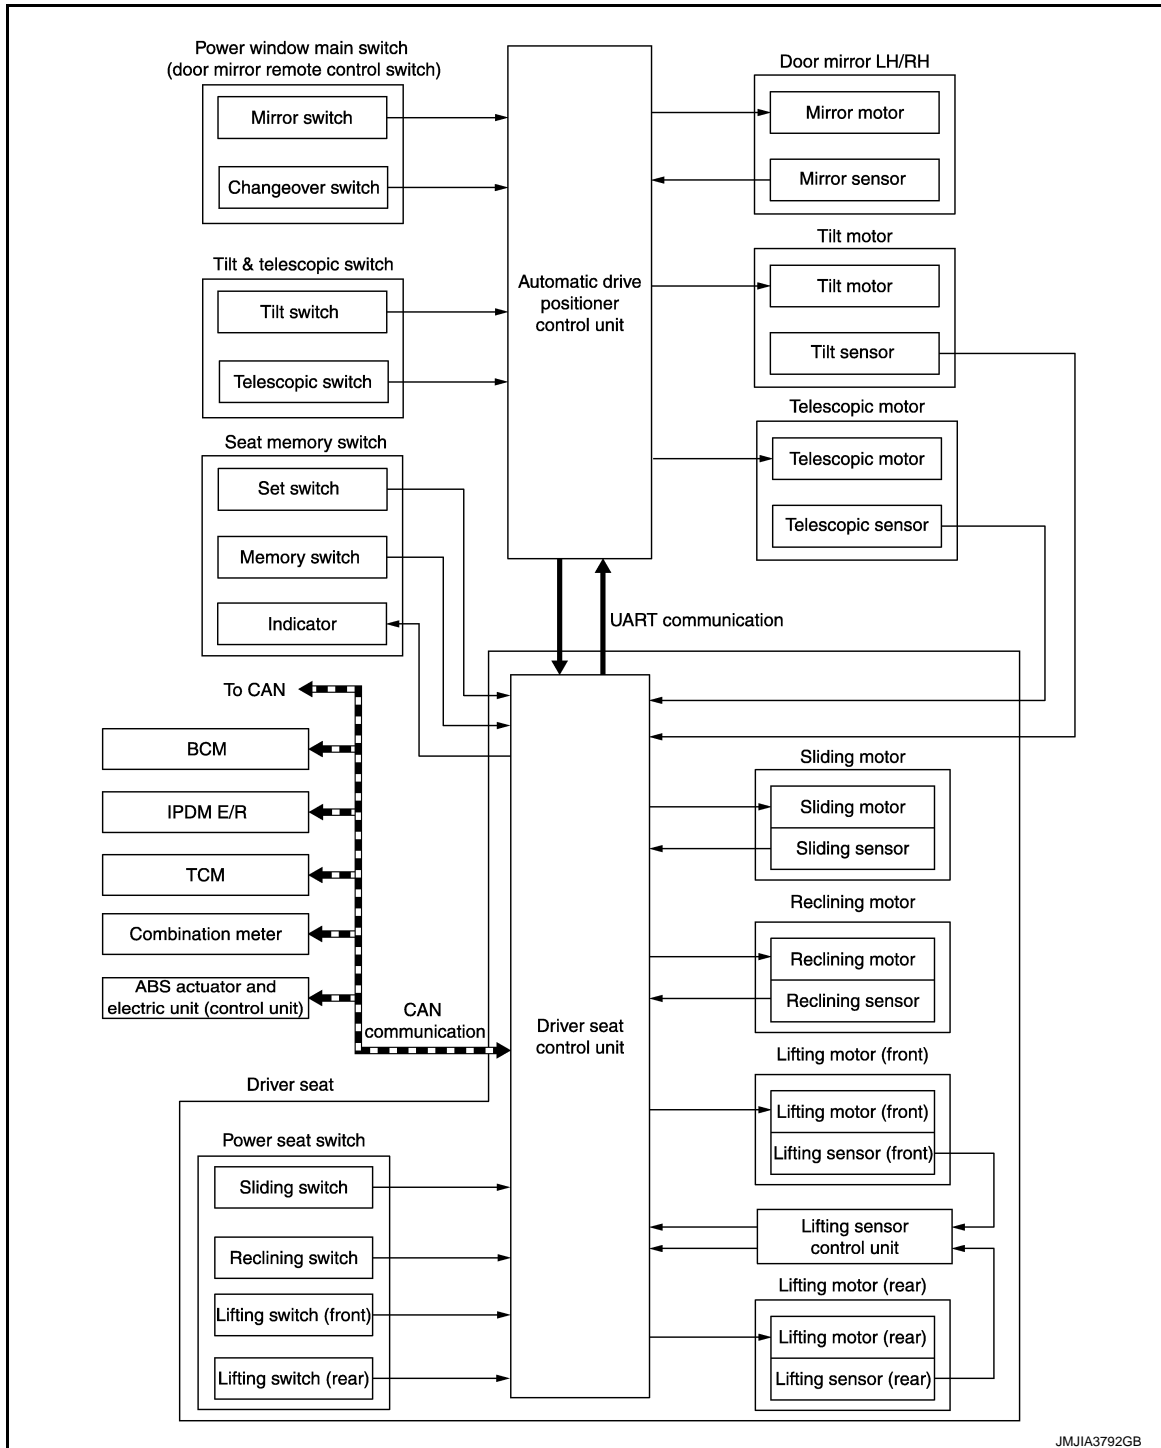 Power window main switch
(door mirror remote control switch)
Mirror switch
Changeover switch
Tilt & telescopic switch
Tilt switch
Telescopic switch
Seat memory switch
Set switch
Memory switch
Indicator
Automatic drive
positioner
control unit
Door mirror LH/RH
Mirror motor
Mirror sensor
Tilt motor
Tilt motor
Tilt sensor
Telescopic motor
Telescopic motor
Telescopic sensor
UART communication
To CAN
BCM
IPDM E/R
TCM
Combination meter
ABS actuator and
electric unit (control unit)
CAN
communication
Driver seat
Power seat switch
Sliding switch
Reclining switch
Lifting switch (front)
Lifting switch (rear)
Driver seat
control unit
Sliding motor
Sliding motor
Sliding sensor
Reclining motor
Reclining motor
Reclining sensor
Lifting motor (front)
Lifting motor (front)
Lifting sensor (front)
Lifting sensor
control unit
Lifting motor (rear)
Lifting motor (rear)
Lifting sensor (rear)
JMJIA3792GB